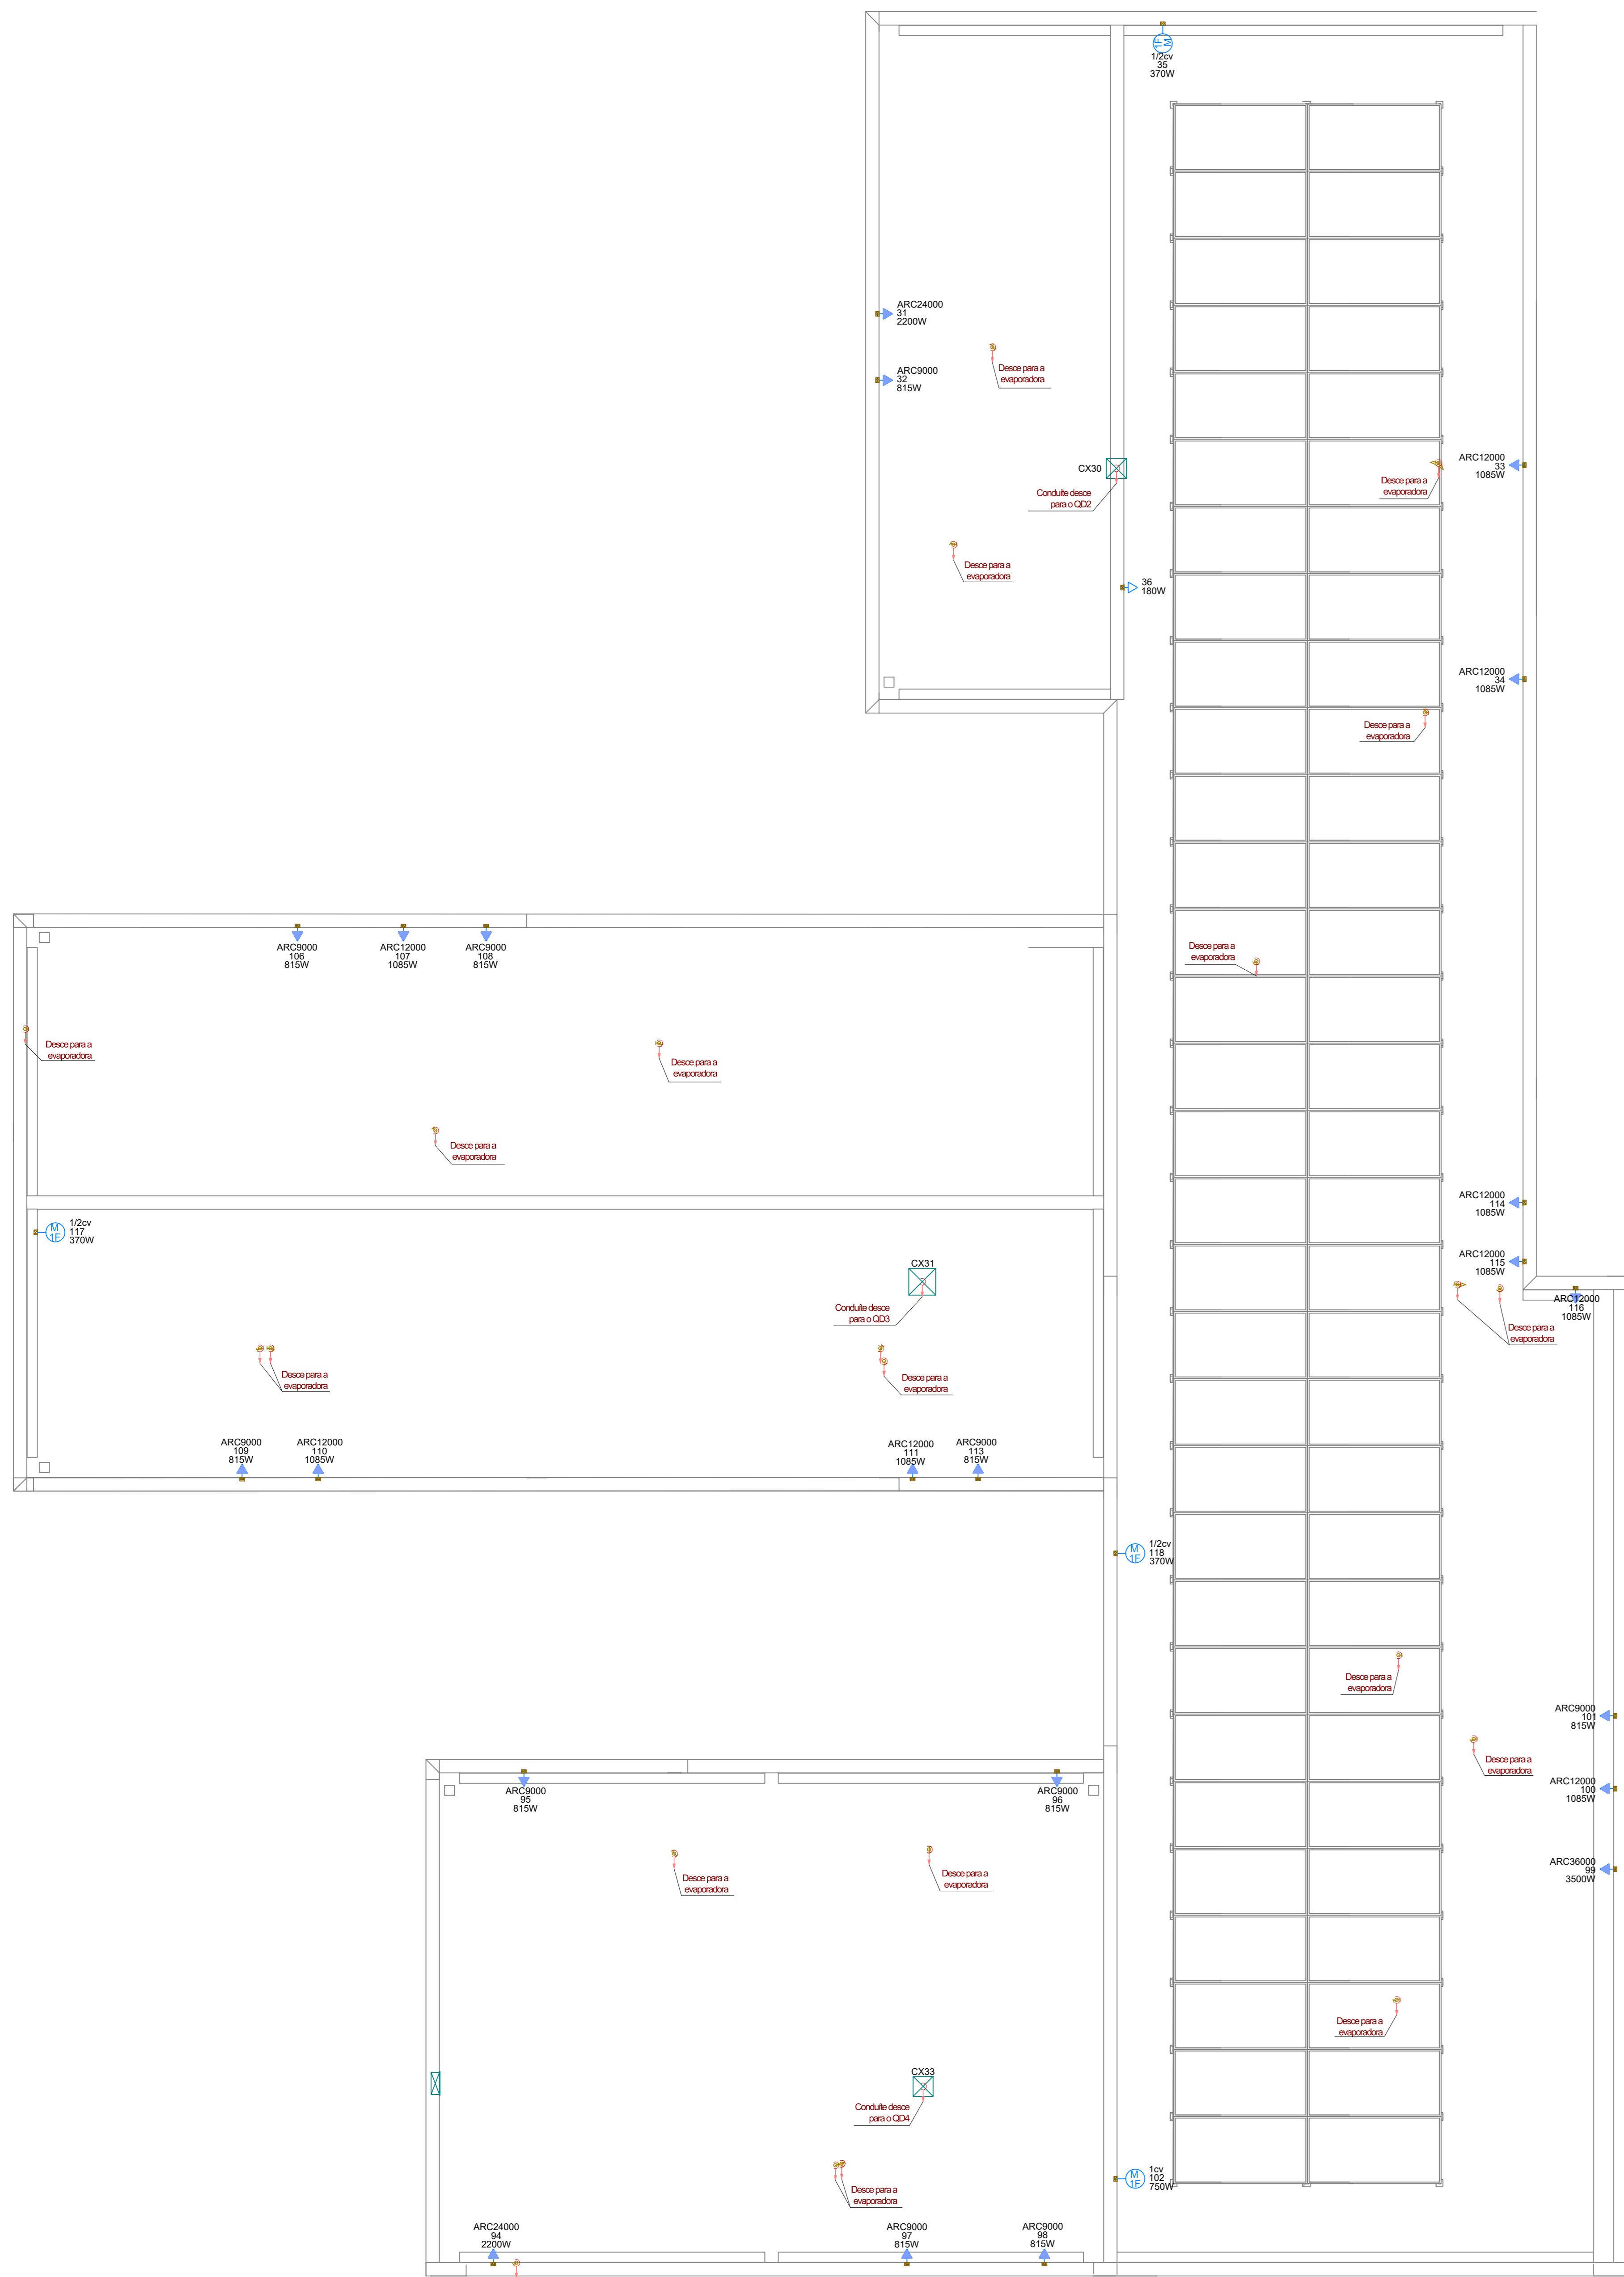 1F
M
1/2cv
35
370W
ARC24000
31
2200W
Desce para a
evaporadora
ARC9000
32
815W
CX30
Conduíte desce
para o QD2
ARC12000
33
1085W
Desce para a
evaporadora
Desce para a
evaporadora
36
180W
ARC12000
34
1085W
Desce para a
evaporadora
ARC9000
106
815W
ARC12000
107
1085W
ARC9000
108
815W
Desce para a
evaporadora
Desce para a
evaporadora
Desce para a
evaporadora
Desce para a
evaporadora
ARC12000
114
1085W
M
1F
1/2cv
117
370W
CX31
Conduíte desce
para o QD3
ARC12000
115
1085W
ARC12000
116
1085W
Desce para a
evaporadora
Desce para a
evaporadora
Desce para a
evaporadora
ARC9000
109
815W
ARC12000
110
1085W
ARC12000
111
1085W
ARC9000
113
815W
M
1F
1/2cv
118
370W
Desce para a
evaporadora
ARC9000
101
815W
Desce para a
evaporadora
ARC12000
100
1085W
ARC9000
95
815W
ARC9000
96
815W
ARC36000
99
3500W
Desce para a
evaporadora
Desce para a
evaporadora
Desce para a
evaporadora
CX33
Conduíte desce
para o QD4
M
1F
1cv
102
750W
Desce para a
evaporadora
ARC24000
94
2200W
ARC9000
97
815W
ARC9000
98
815W